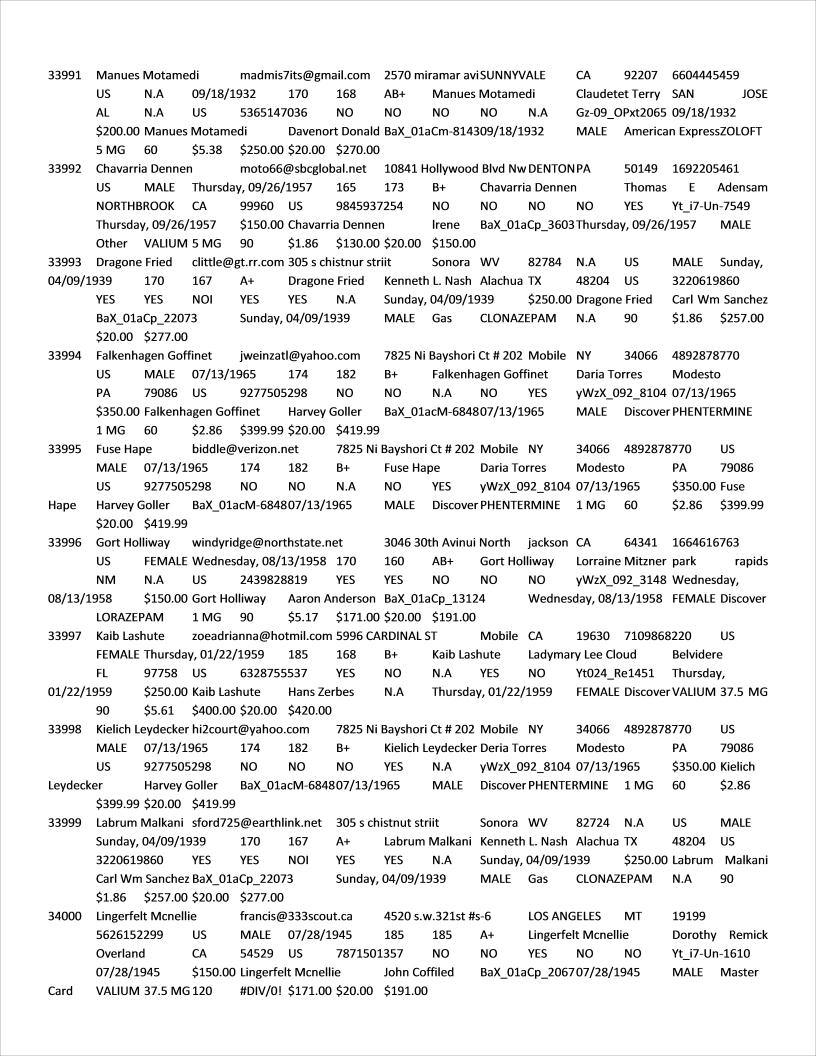 33991 Manues Motamedi madmis7its@gmail.com 2570 miramar avi SUNNYVALE CA 92207 6604445459
US N.A 09/18/1932 170 168 AB+ Manues Motamedi Claudetet Terry SAN JOSE
AL N.A US 5365147036 NO NO NO NO N.A Gz-09_OPxt2065 09/18/1932
$200.00 Manues Motamedi Davenort Donald BaX_01aCm-81430 9/18/1932 MALE American Express ZOLOFT
5 MG 60 $5.38 $250.00 $20.00 $270.00
33992 Chavarria Dennen moto66@sbcglobal.net 10841 Hollywood Blvd Nw DENTON PA 50149 1692205461
US MALE Thursday, 09/26/1957 165 173 B+ Chavarria Dennen Thomas E Adensam
NORTHBROOK CA 99960 US 9845937254 NO NO NO NO YES Yt_i7-Un-7549
Thursday, 09/26/1957 $150.00 Chavarria Dennen Irene BaX_01aCp_3603 Thursday, 09/26/1957 MALE
Other VALIUM 5 MG 90 $1.86 $130.00 $20.00 $150.00
33993 Dragone Fried clittle@gt.rr.com 305 s chistnur striit Sonora WV 82784 N.A US MALE Sunday,
04/09/1939 170 167 A+ Dragone Fried Kenneth L. Nash Alachua TX 48204 US 3220619860
YES YES NOI YES YES N.A Sunday, 04/09/1939 $250.00 Dragone Fried Carl Wm Sanchez
BaX_01aCp_22073 Sunday, 04/09/1939 MALE Gas CLONAZEPAM N.A 90 $1.86 $257.00
$20.00 $277.00
33994 Falkenhagen Goffinet jweinzatl@yahoo.com 7825 Ni Bayshori Ct # 202 Mobile NY 34066 4892878770
US MALE 07/13/1965 174 182 B+ Falkenhagen Goffinet Daria Torres Modesto
PA 79086 US 9277505298 NO NO N.A NO YES yWzX_092_8104 07/13/1965
$350.00 Falkenhagen Goffinet Harvey Goller BaX_01acM-6848 07/13/1965 MALE Discover PHENTERMINE
1 MG 60 $2.86 $399.99 $20.00 $419.99
33995 Fuse Hape biddle@verizon.net 7825 Ni Bayshori Ct # 202 Mobile NY 34066 4892878770 US
MALE 07/13/1965 174 182 B+ Fuse Hape Daria Torres Modesto PA 79086
US 9277505298 NO NO N.A NO YES yWzX_092_8104 07/13/1965 $350.00 Fuse
Hape Harvey Goller BaX_01acM-6848 07/13/1965 MALE Discover PHENTERMINE 1 MG 60 $2.86 $399.99
$20.00 $419.99
33996 Gort Holliway windyridge@northstate.net 3046 30th Avinui North jackson CA 64341 1664616763
US FEMALE Wednesday, 08/13/1958 170 160 AB+ Gort Holliway Lorraine Mitzner park rapids
NM N.A US 2439828819 YES YES NO NO NO yWzX_092_3148 Wednesday,
08/13/1958 $150.00 Gort Holliway Aaron Anderson BaX_01aCp_13124 Wednesday, 08/13/1958 FEMALE Discover
LORAZEPAM 1 MG 90 $5.17 $171.00 $20.00 $191.00
33997 Kaib Lashute zoeadrianna@hotmil.com 5996 CARDINAL ST Mobile CA 19630 7109868220 US
FEMALE Thursday, 01/22/1959 185 168 B+ Kaib Lashute Ladymary Lee Cloud Belvidere
FL 97758 US 6328755537 YES NO N.A YES NO Yt024_Re1451 Thursday,
01/22/1959 $250.00 Kaib Lashute Hans Zerbes N.A Thursday, 01/22/1959 FEMALE Discover VALIUM 37.5 MG
90 $5.61 $400.00 $20.00 $420.00
33998 Kielich Leydecker hi2court@yahoo.com 7825 Ni Bayshori Ct # 202 Mobile NY 34066 4892878770 US
MALE 07/13/1965 174 182 B+ Kielich Leydecker Deria Torres Modesto PA 79086
US 9277505298 NO NO NO YES N.A yWzX_092_8104 07/13/1965 $350.00 Kielich
Leydecker Harvey Goller BaX_01acM-6848 07/13/1965 MALE Discover PHENTERMINE 1 MG 60 $2.86
$399.99 $20.00 $419.99
33999 Labrum Malkani sford725@earthlink.net 305 s chistnut striit Sonora WV 82724 N.A US MALE
Sunday, 04/09/1939 170 167 A+ Labrum Malkani Kenneth L. Nash Alachua TX 48204 US
3220619860 YES YES NOI YES YES N.A Sunday, 04/09/1939 $250.00 Labrum Malkani
Carl Wm Sanchez BaX_01aCp_22073 Sunday, 04/09/1939 MALE Gas CLONAZEPAM N.A 90
$1.86 $257.00 $20.00 $277.00
34000 Lingerfelt Mcnellie francis@333scout.ca 4520 s.w.321st #s-6 LOS ANGELES MT 19199
5626152299 US MALE 07/28/1945 185 185 A+ Lingerfelt Mcnellie Dorothy Remick
Overland CA 54529 US 7871501357 NO NO YES NO NO Yt_i7-Un-1610
07/28/1945 $150.00 Lingerfelt Mcnellie John Coffiled BaX_01aCp_2067 07/28/1945 MALE Master
Card VALIUM 37.5 MG 120 #DIV/0! $171.00 $20.00 $191.00